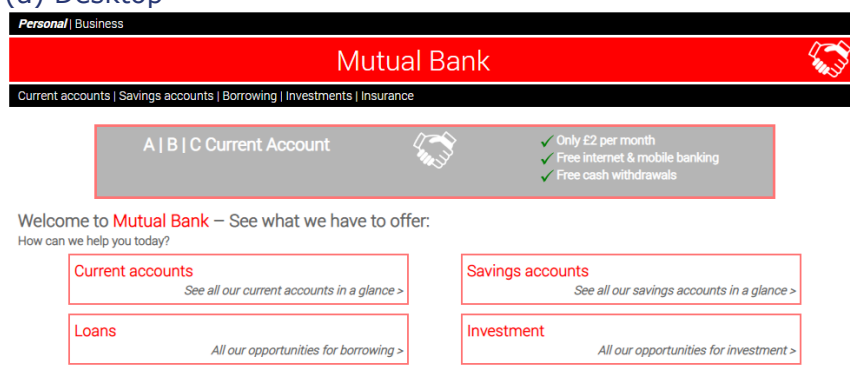 (a) Desktop
Personal | Business
Mutual Bank
Current accounts | Savings accounts | Borrowing | Investments | Insurance
A | B | C Current Account
Only £2 per month
Free internet & mobile banking
Free cash withdrawals
Welcome to Mutual Bank – See what we have to offer:
How can we help you today?
Current accounts
See all our current accounts in a glance >
Savings accounts
See all our savings accounts in a glance >
Loans
All our opportunities for borrowing >
Investment
All our opportunities for investment >